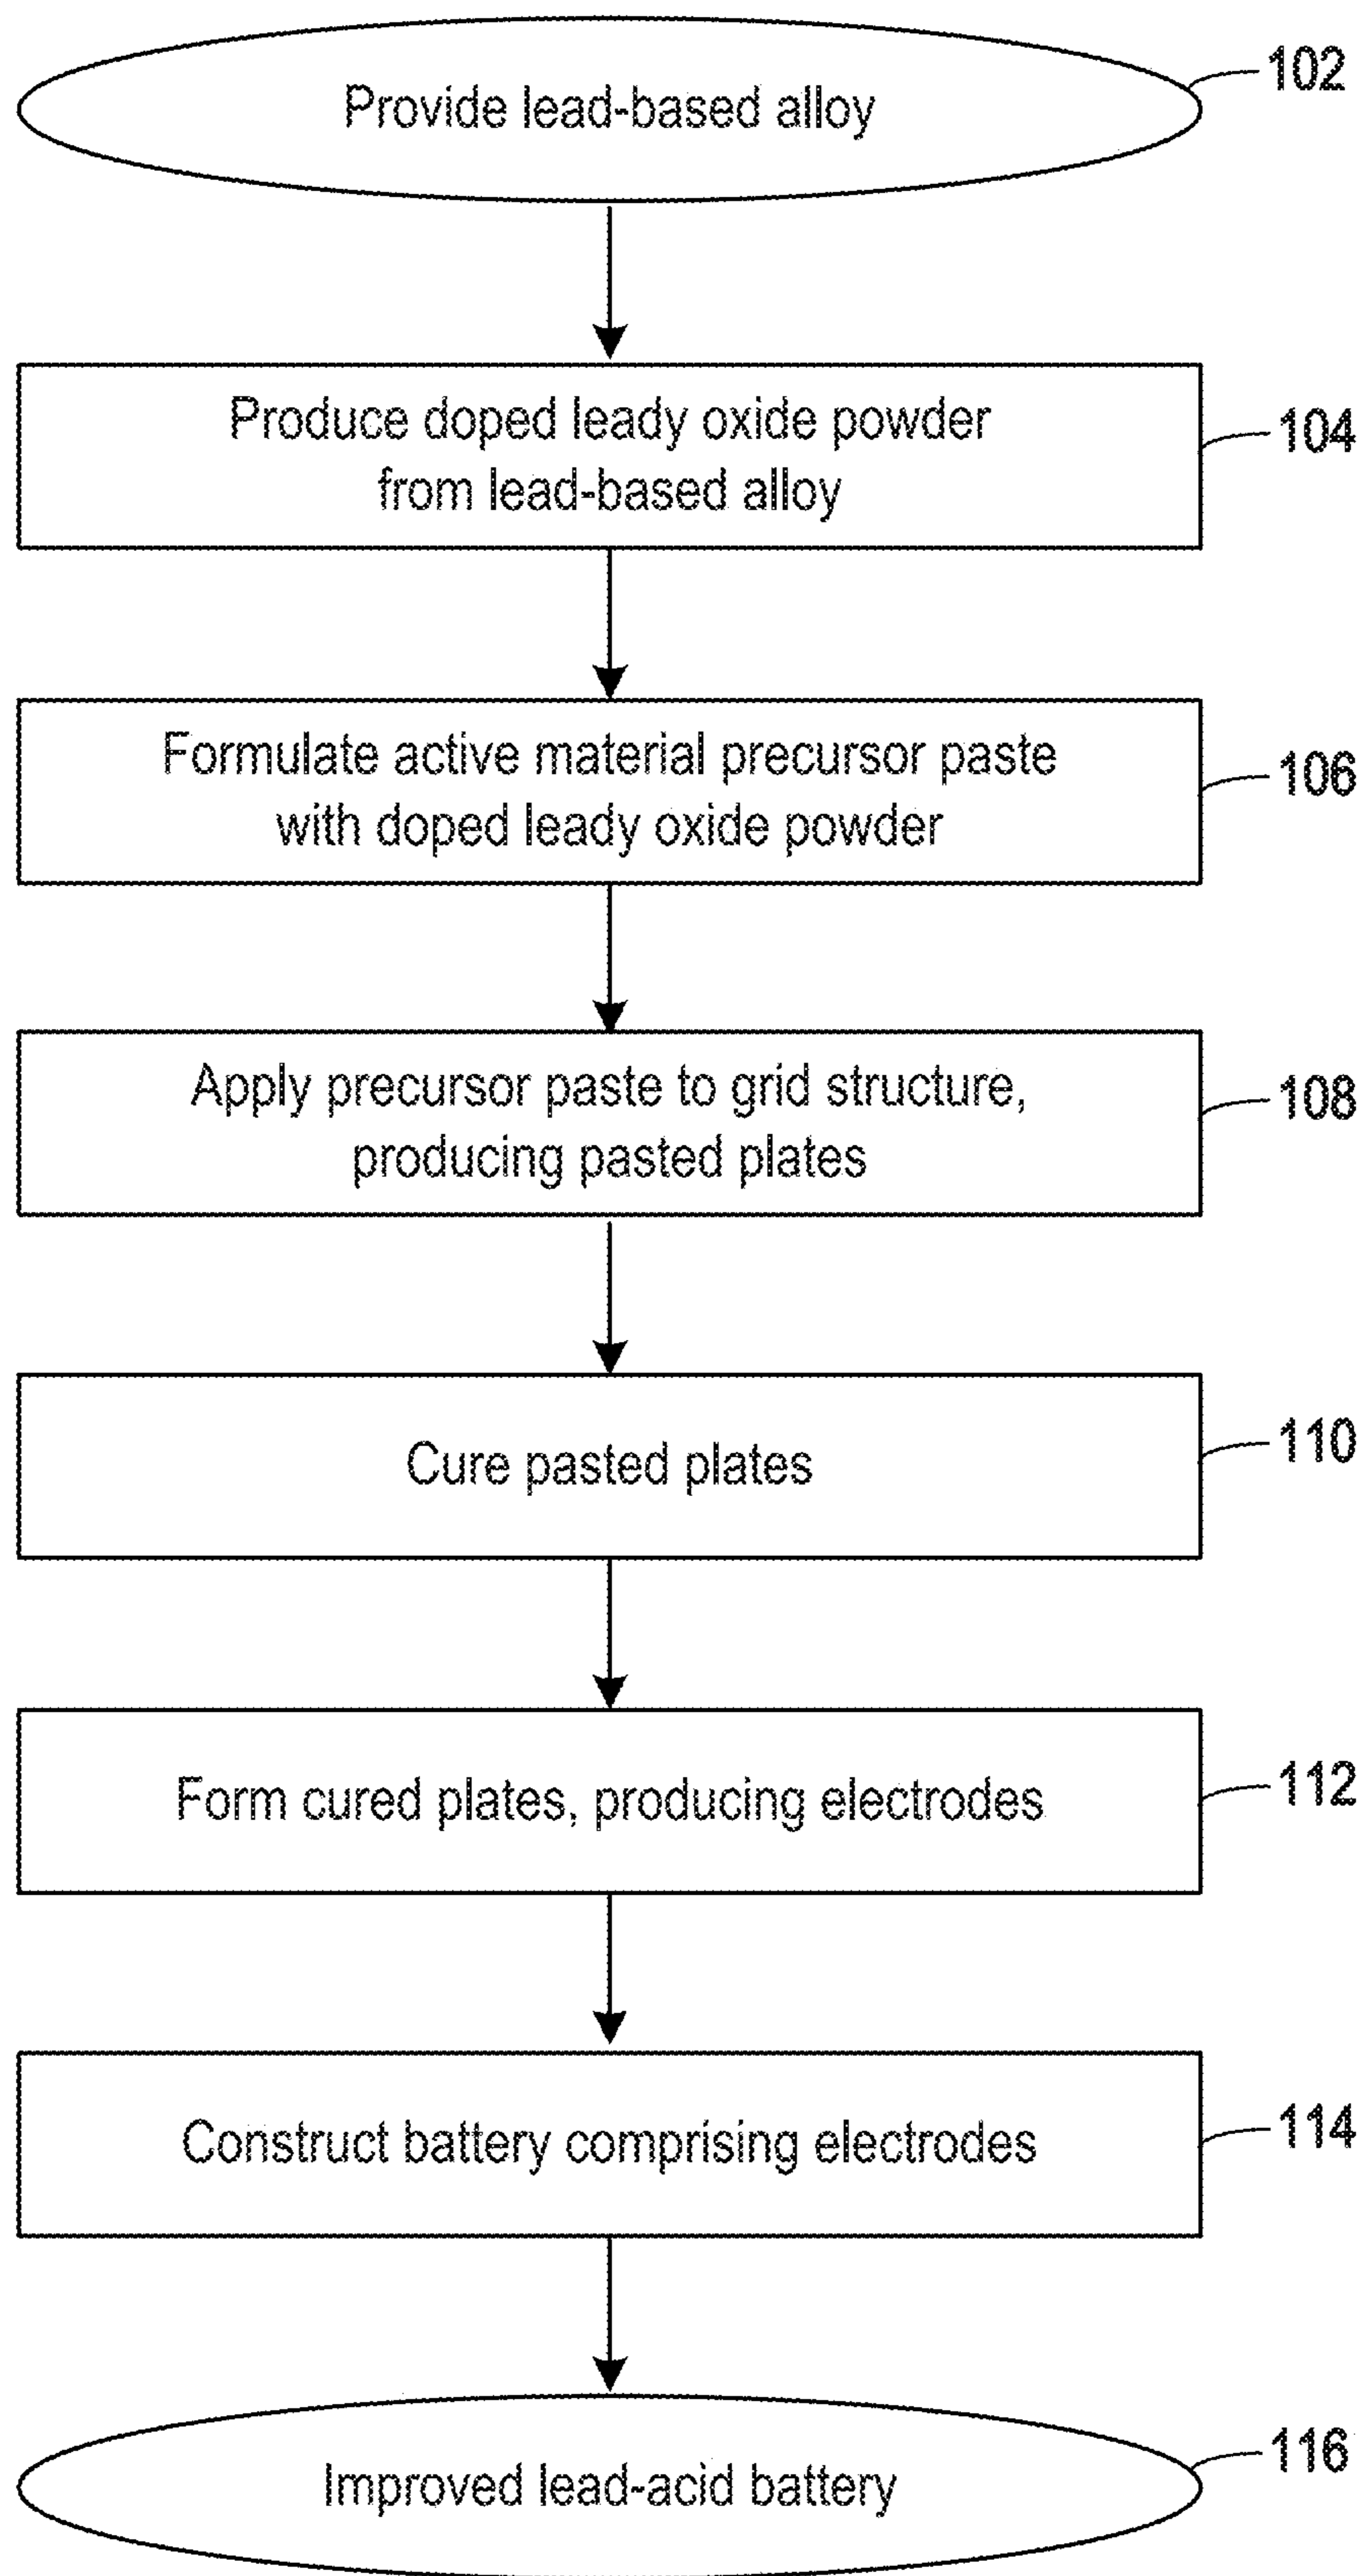 Provide lead-based alloy
102
Produce doped leady oxide powder
from lead-based alloy
104
Formulate active material precursor paste
with doped leady oxide powder
106
Apply precursor paste to grid structure,
producing pasted plates
108
Cure pasted plates
110
Form cured plates, producing electrodes
112
Construct battery comprising electrodes
114
Improved lead-acid battery
116